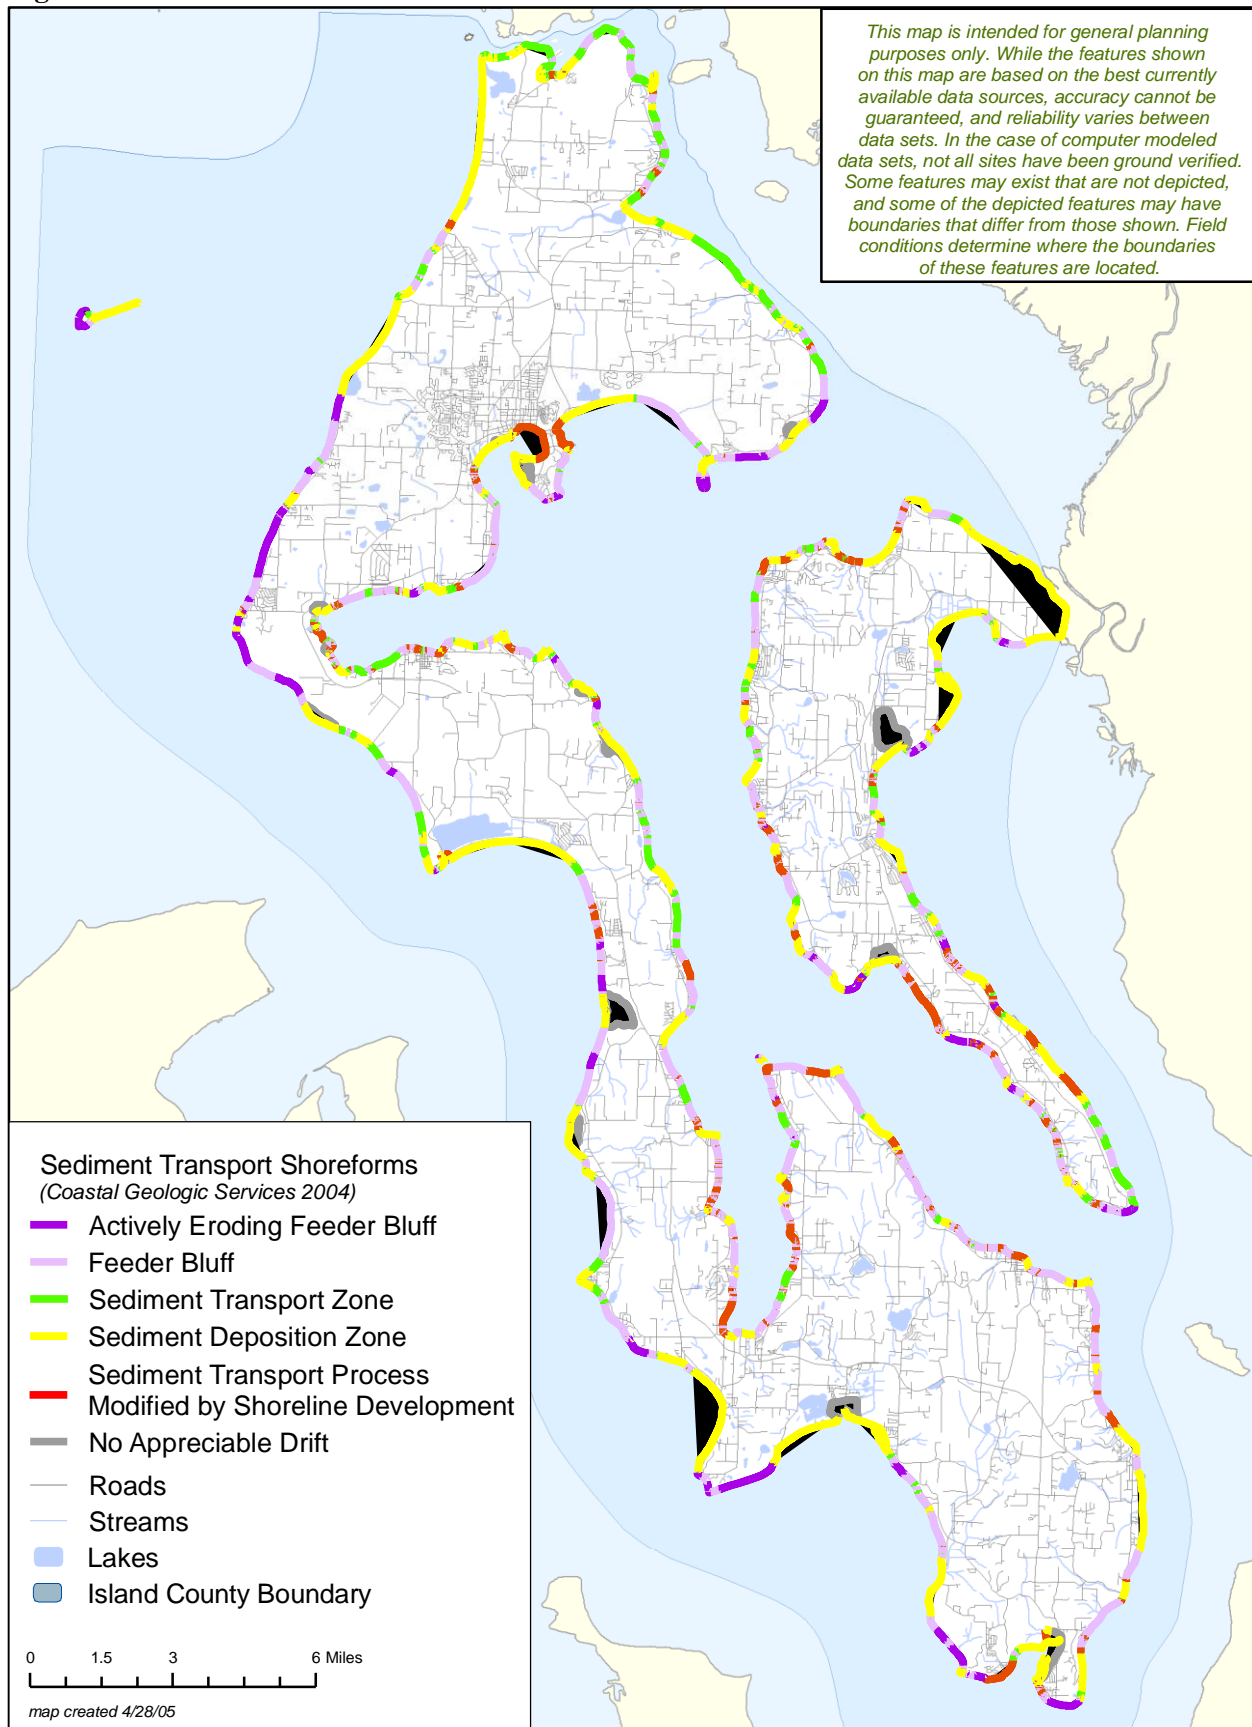 This map is intended for general planning
purposes only. While the features shown
on this map are based on the best currently
available data sources, accuracy cannot be
guaranteed, and reliability varies between
data sets. In the case of computer modeled
data sets, not all sites have been ground verified.
Some features may exist that are not depicted,
and some of the depicted features may have
boundaries that differ from those shown. Field
conditions determine where the boundaries
of these features are located.
Sediment Transport Shoreforms
(Coastal Geologic Services 2004)
Actively Eroding Feeder Bluff
Feeder Bluff
Sediment Transport Zone
Sediment Deposition Zone
Sediment Transport Process
Modified by Shoreline Development
No Appreciable Drift
Roads
Streams
Lakes
Island County Boundary
0 1.5 3 6 Miles
map created 4/28/05